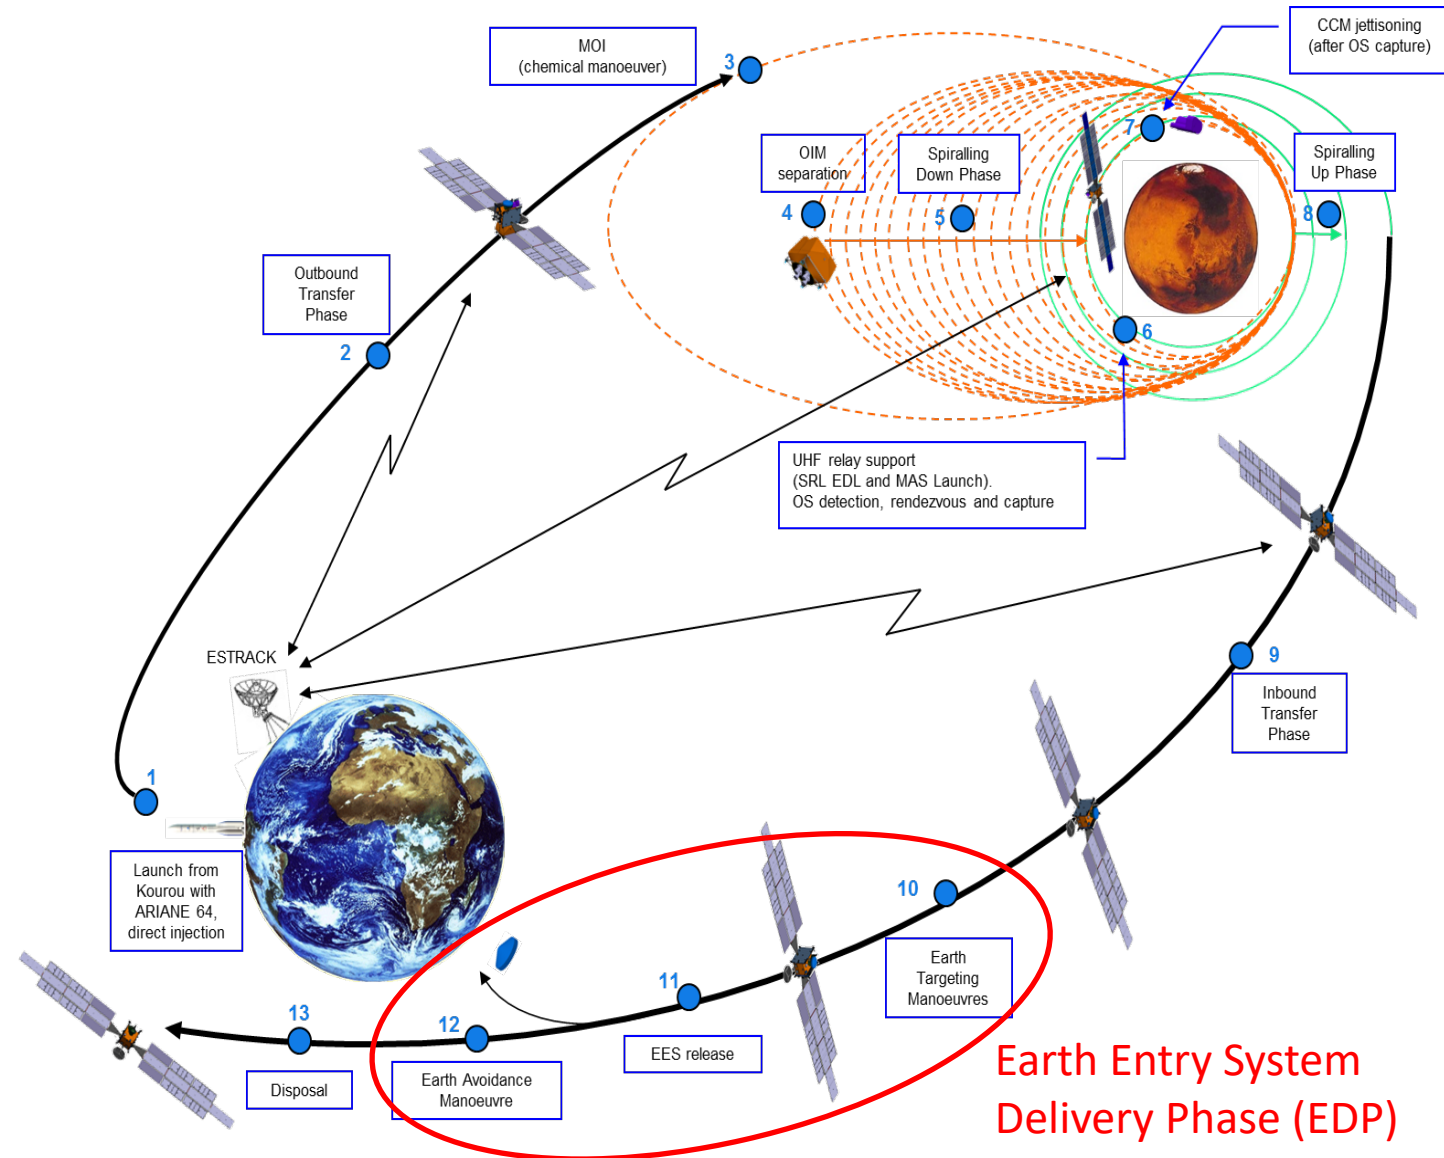 MOI
(chemical manoeuver)
3
CCM jettisoning
(after OS capture)
7
OIM
separation
4
Spiralling
Down Phase
5
Spiralling
Up Phase
8
Outbound
Transfer
Phase
2
6
UHF relay support
(SRL EDL and MAS Launch).
OS detection, rendezvous and capture
ESTRACK
9
Inbound
Transfer
Phase
1
Launch from
Kourou with
ARIANE 64,
direct injection
10
Earth
Targeting
Manoeuvres
11
EES release
12
Earth Avoidance
Manoeuvre
13
Disposal
Earth Entry System
Delivery Phase (EDP)